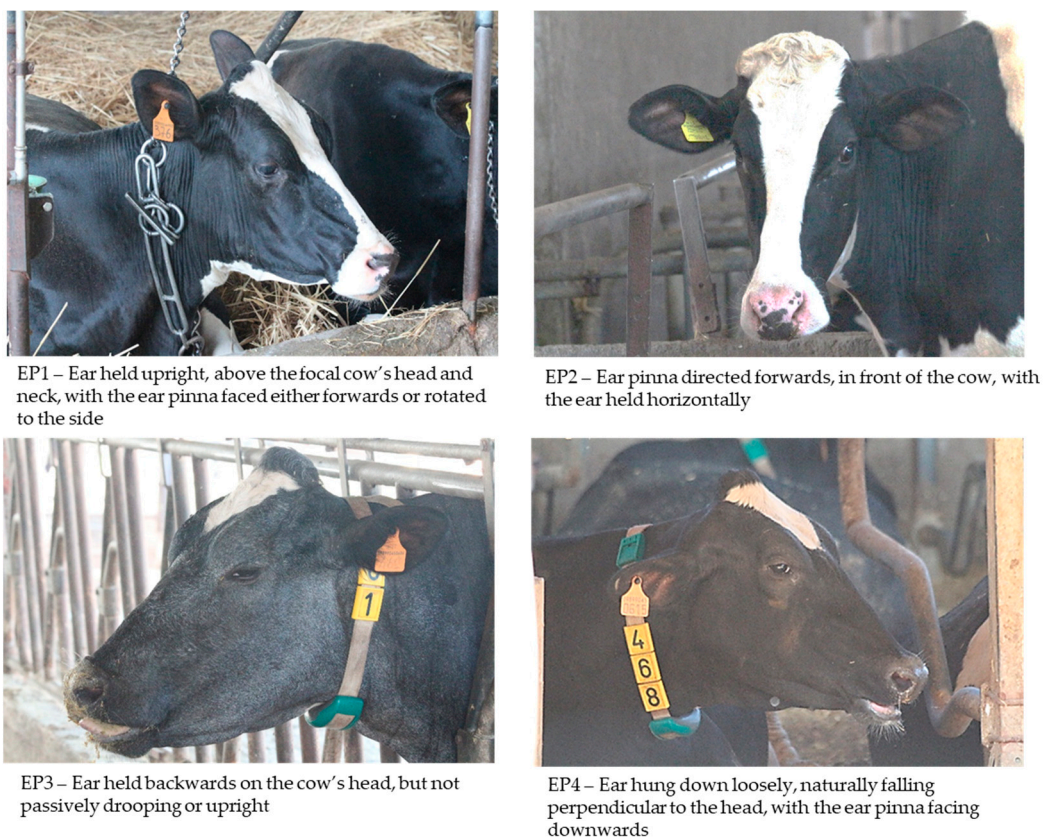 376
EP1 – Ear held upright, above the focal cow's head and
neck, with the ear pinna faced either forwards or rotated
to the side
EP2 – Ear pinna directed forwards, in front of the cow, with
the ear held horizontally
1
EP3 – Ear held backwards on the cow's head, but not
passively drooping or upright
0615
4
6
8
EP4 – Ear hung down loosely, naturally falling
perpendicular to the head, with the ear pinna facing
downwards